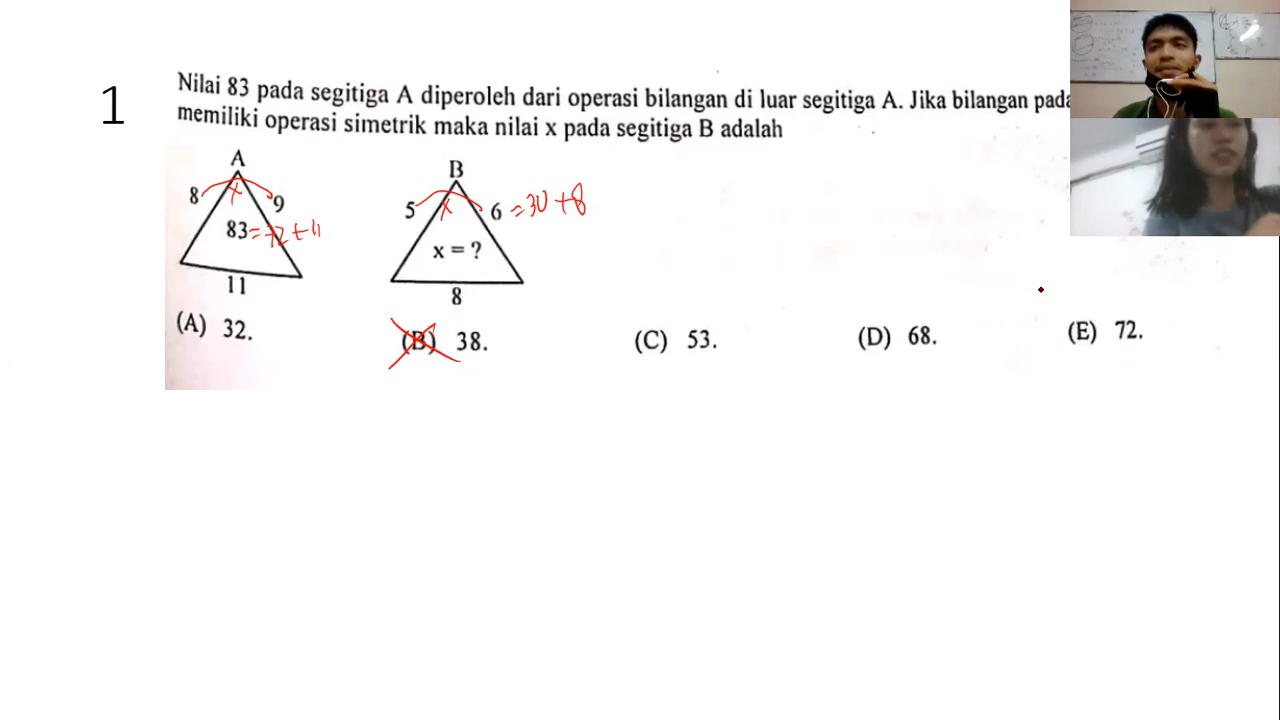 1
Nilai 83 pada segitiga A diperoleh dari operasi bilangan di luar segitiga A. Jika bilangan pada
memiliki operasi simetrik maka nilai x pada segitiga B adalah
A
B
8
9
5
6 = 30 + 8
x
x
83 = 72 + 11
x = ?
11
8
(A) 32.
(B) 38.
(C) 53.
(D) 68.
(E) 72.